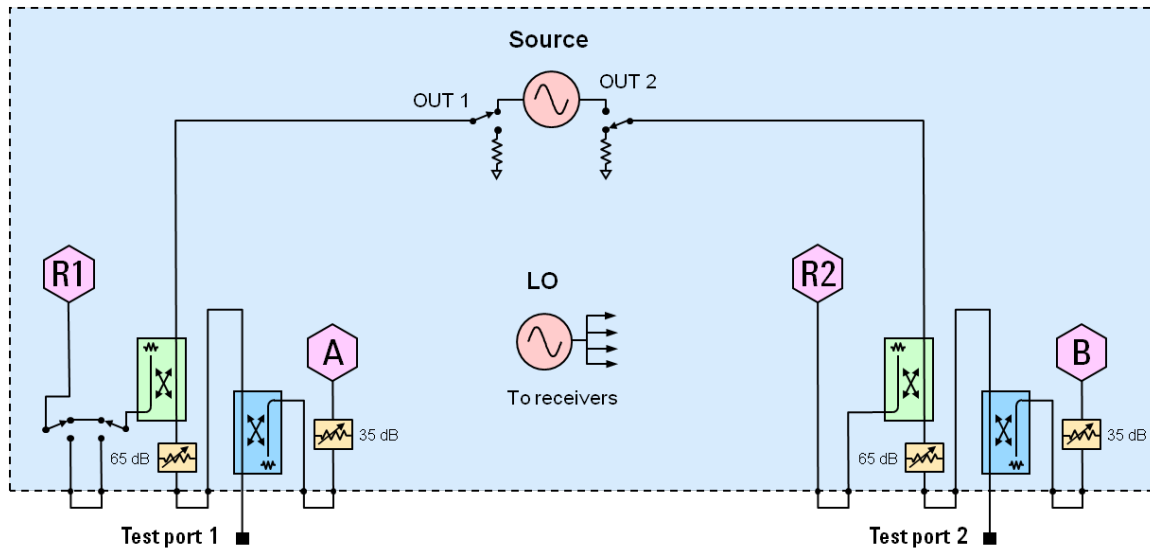 Source
OUT 1
OUT 2
R1
LO
R2
A
B
To receivers
65 dB
35 dB
65 dB
35 dB
Test port 1
Test port 2